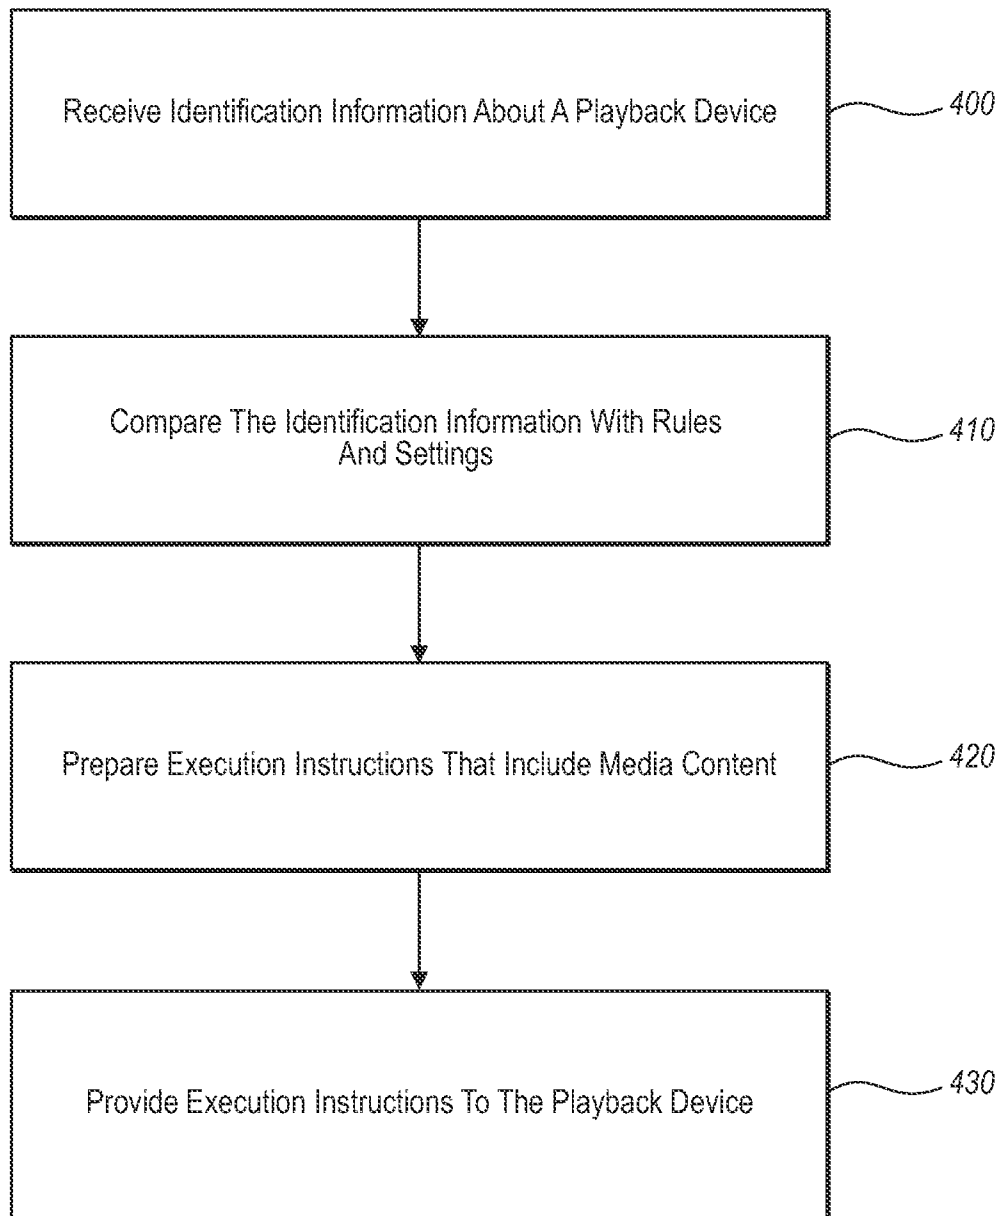 Receive Identification Information About A Playback Device
400
Compare The Identification Information With Rules
And Settings
410
Prepare Execution Instructions That Include Media Content
420
Provide Execution Instructions To The Playback Device
430